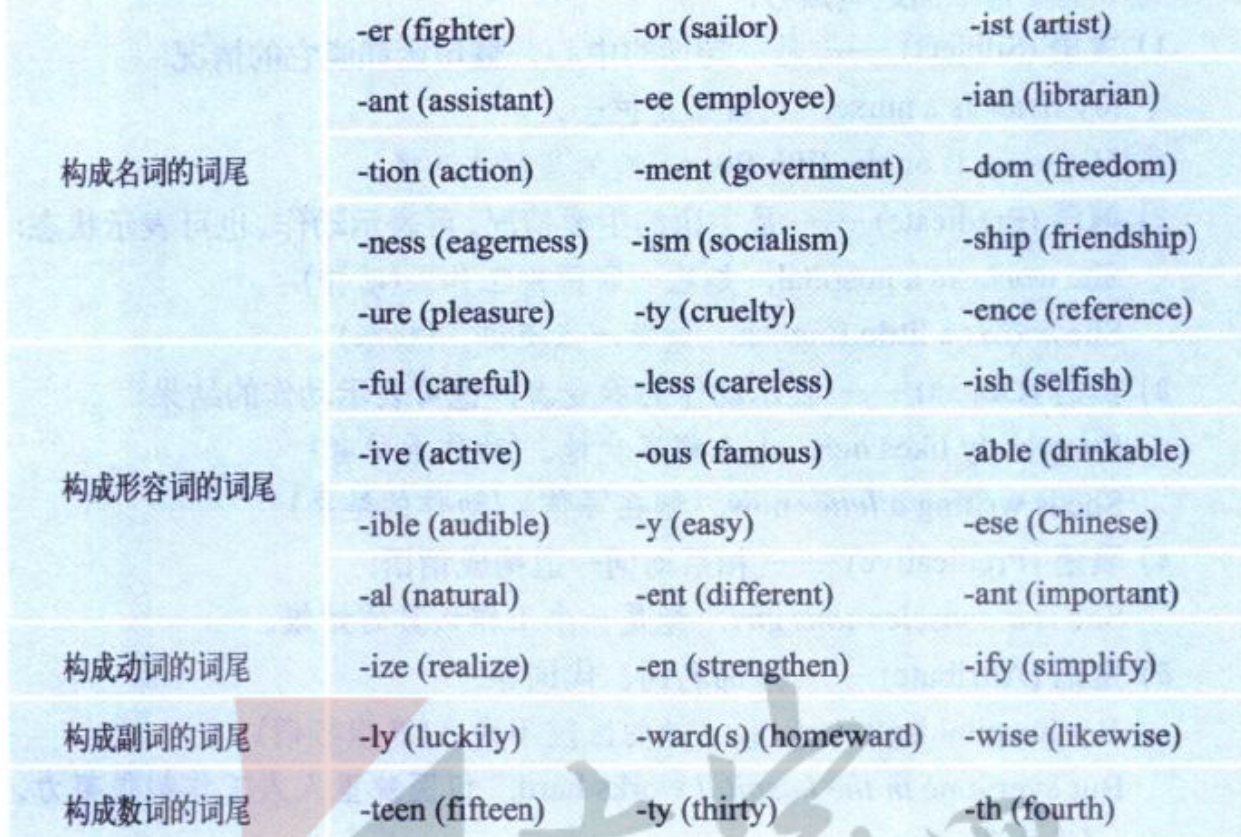 -er (fighter) -or (sailor) -ist (artist)
-ant (assistant) -ee (employee) -ian (librarian)
构成名词的词尾 -tion (action) -ment (government) -dom (freedom)
-ness (eagerness) -ism (socialism) -ship (friendship)
-ure (pleasure) -ty (cruelty) -ence (reference)
-ful (careful) -less (careless) -ish (selfish)
-ive (active) -ous (famous) -able (drinkable)
构成形容词的词尾
-ible (audible) -y (easy) -ese (Chinese)
-al (natural) -ent (different) -ant (important)
构成动词的词尾 -ize (realize) -en (strengthen) -ify (simplify)
构成副词的词尾 -ly (luckily) -ward(s) (homeward) -wise (likewise)
构成数词的词尾 -teen (fifteen) -ty (thirty) -th (fourth)